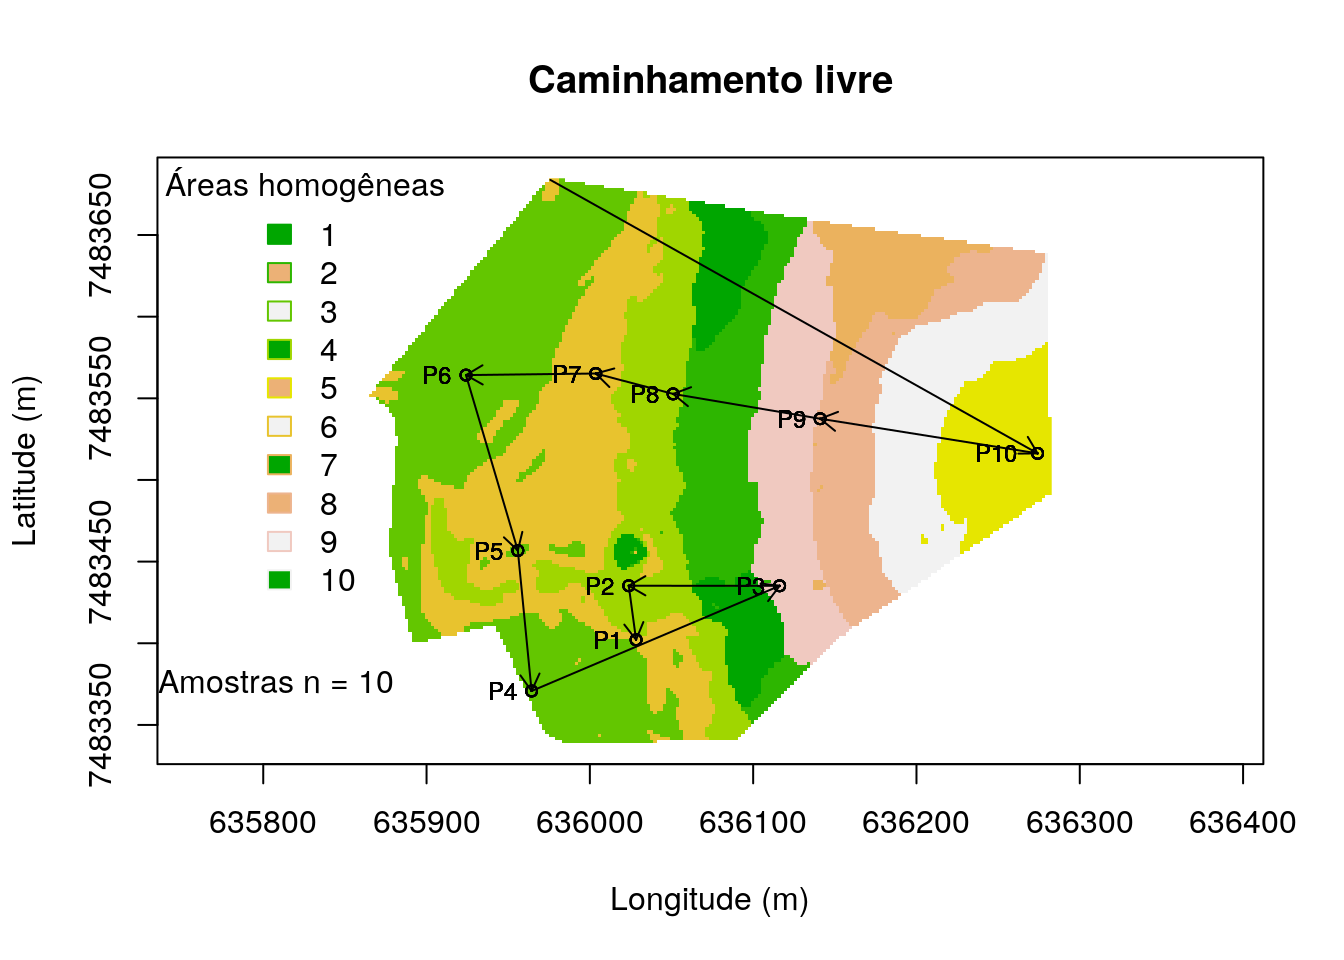 Caminhamento livre
Áreas homogêneas
1
2
3
4
5
6
7
8
9
10
Amostras n = 10
P6
P7
P8
P9
P10
P5
P2
P3
P1
P4
7483650
7483550
7483450
7483350
Latitude (m)
635800
635900
636000
636100
636200
636300
636400
Longitude (m)